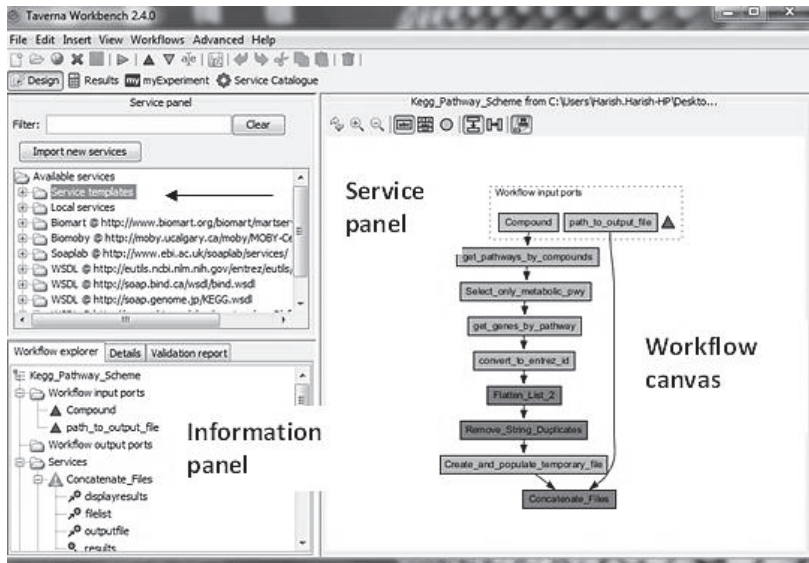 Taverna Workbench 2.4.0
File Edit Insert View Workflows Advanced Help
Design Results my myExperiment Service Catalogue
Service panel
Filter: Clear
Import new services
Available services
Service templates
Local services
Biomart @ http://www.biomart.org/biomart/martser
Biomoby @ http://moby.ucalgary.ca/moby/MOBY-Ce
Soaplab @ http://www.ebi.ac.uk/soaplab/services/
WSDL @ http://eutils.ncbi.nlm.nih.gov/entrez/eutils,
WSDL @ http://soap.bind.ca/wsdl/bind.wsdl
WSDL @ http://soap.genome.jp/KEGG.wsdl
Workflow explorer Details Validation report
Kegg_Pathway_Scheme
Workflow input ports
Compound
path_to_output_file
Workflow output ports
Services
Concatenate_Files
displayresults
filelist
outputfile
results
Information
panel
Kegg_Pathway_Scheme from C:\Users\Harish.Harish-HP\Deskto...
Service
panel
Workflow input ports
Compound path_to_output_file
get_pathways_by_compounds
Select_only_metabolic_pwy
get_genes_by_pathway
convert_to_entrez_id
Flatten_List_2
Remove_String_Duplicates
Create_and_populate_temporary_file
Concatenate_Files
Workflow
canvas